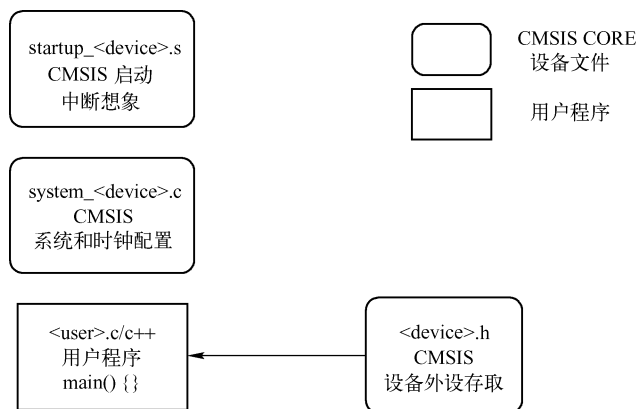 startup_<device>.s
CMSIS 启动
中断想象
CMSIS CORE
设备文件
用户程序
system_<device>.c
CMSIS
系统和时钟配置
<user>.c/c++
用户程序
main() {}
<device>.h
CMSIS
设备外设存取